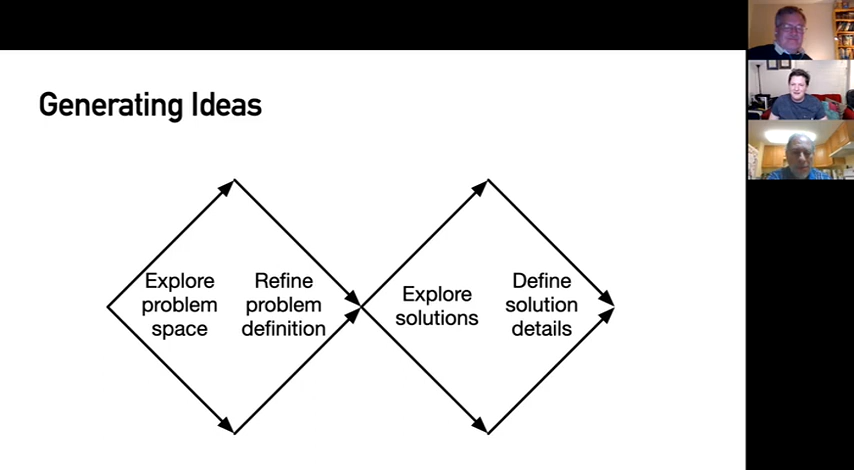 Generating Ideas
Explore
problem
space
Refine
problem
definition
Explore
solutions
Define
solution
details